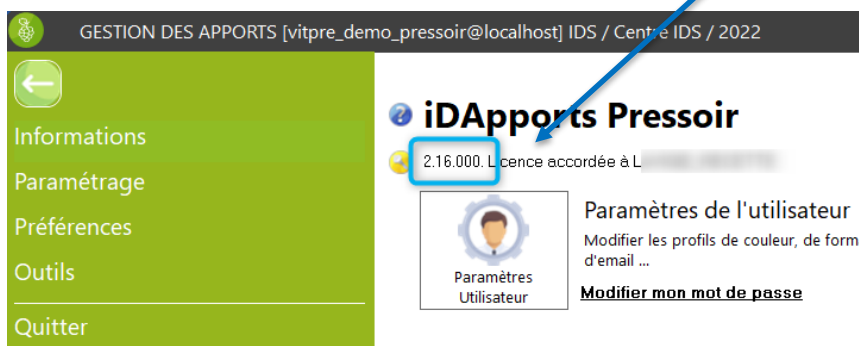 GESTION DES APPORTS [vitpre_demo_pressoir@localhost] IDS / Centre IDS / 2022
Informations
Paramétrage
Préférences
Outils
Quitter
iDApports Pressoir
2.16.000. Licence accordée à L
Paramètres
Utilisateur
Paramètres de l'utilisateur
Modifier les profils de couleur, de form
d'email ...
Modifier mon mot de passe